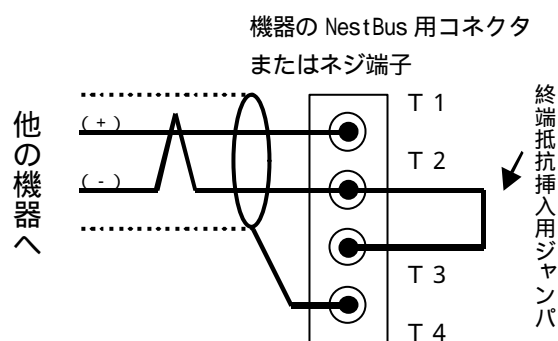 機器の NestBus 用コネクタ
またはネジ端子
他の機器へ
(+)
(-)
T 1
T 2
T 3
T 4
終端抵抗挿入用ジャンパ